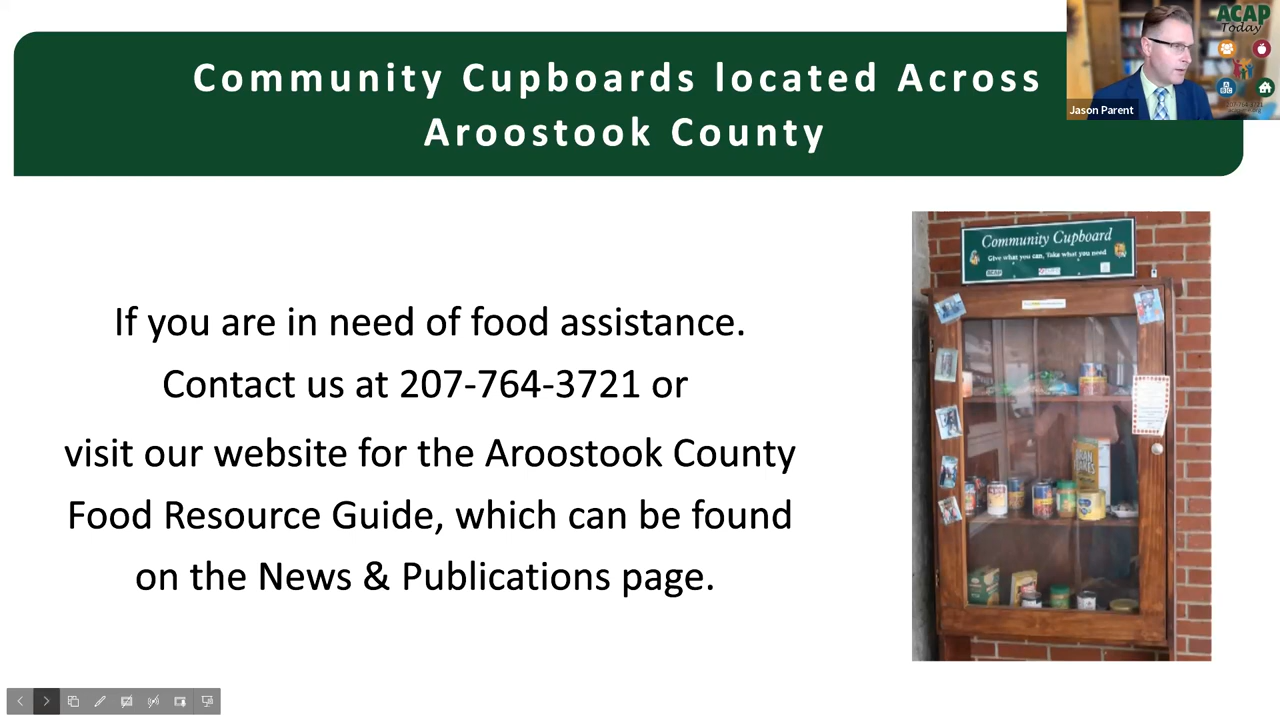 Community Cupboards located Across
Aroostook County
ACAP
Today
Jason Parent
Community Cupboard
Give what you can, Take what you need
ACAP
If you are in need of food assistance.
Contact us at 207-764-3721 or
visit our website for the Aroostook County
Food Resource Guide, which can be found
on the News & Publications page.